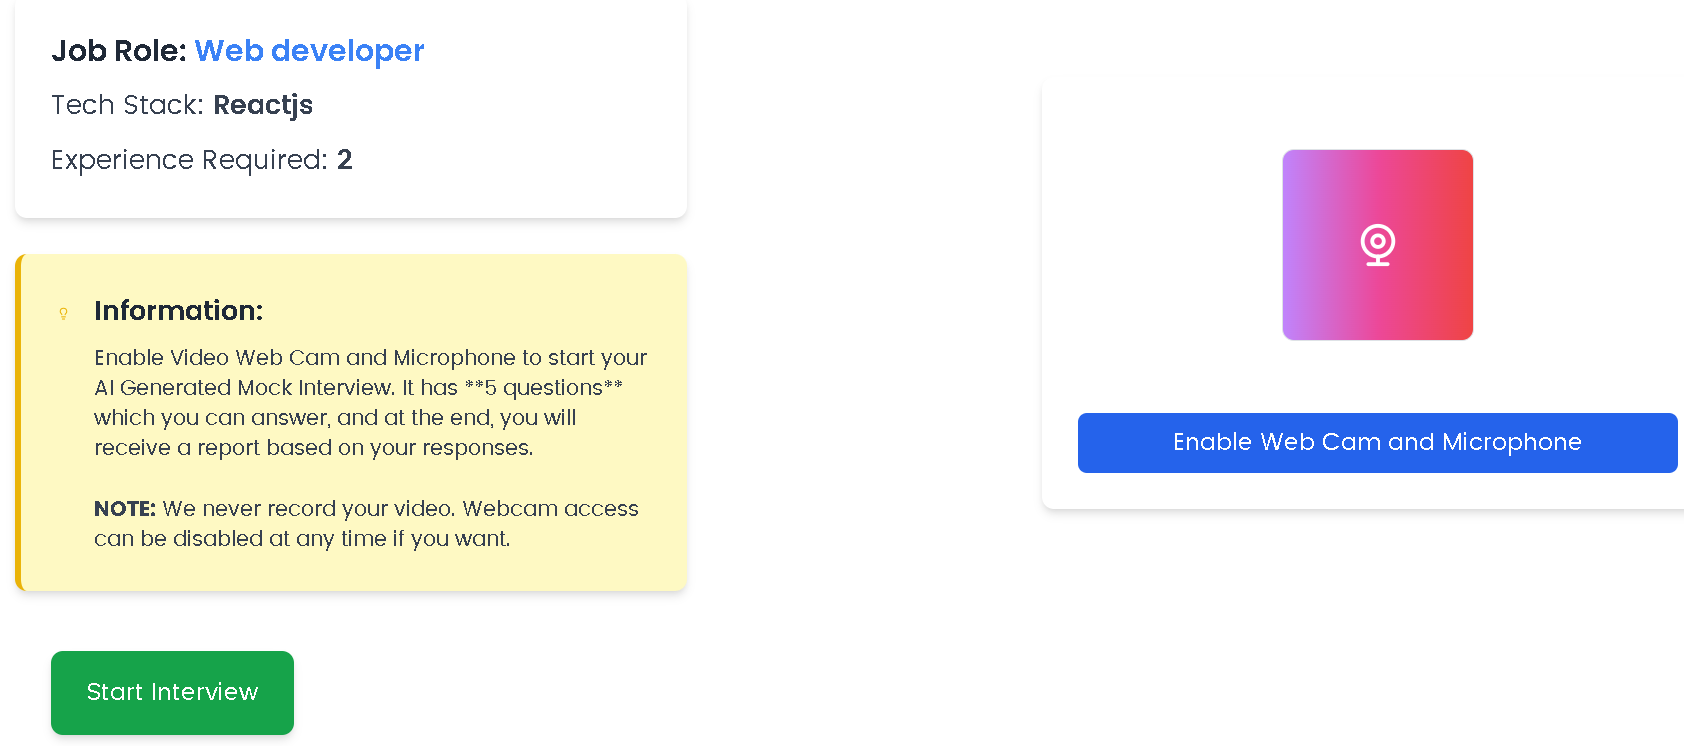 Job Role: Web developer
Tech Stack: Reactjs
Experience Required: 2
Information:
Enable Video Web Cam and Microphone to start your
AI Generated Mock Interview. It has **5 questions**
which you can answer, and at the end, you will
receive a report based on your responses.
NOTE: We never record your video. Webcam access
can be disabled at any time if you want.
Start Interview
Enable Web Cam and Microphone